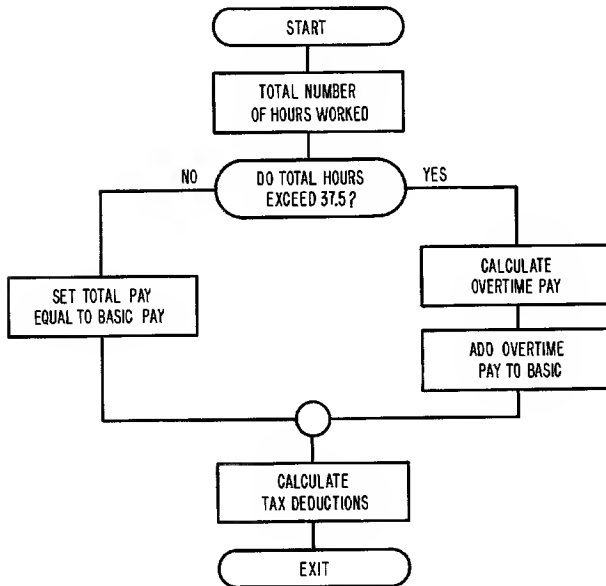 START
TOTAL NUMBER
OF HOURS WORKED
NO
DO TOTAL HOURS
EXCEED 37.5?
YES
SET TOTAL PAY
EQUAL TO BASIC PAY
CALCULATE
OVERTIME PAY
ADD OVERTIME
PAY TO BASIC
CALCULATE
TAX DEDUCTIONS
EXIT